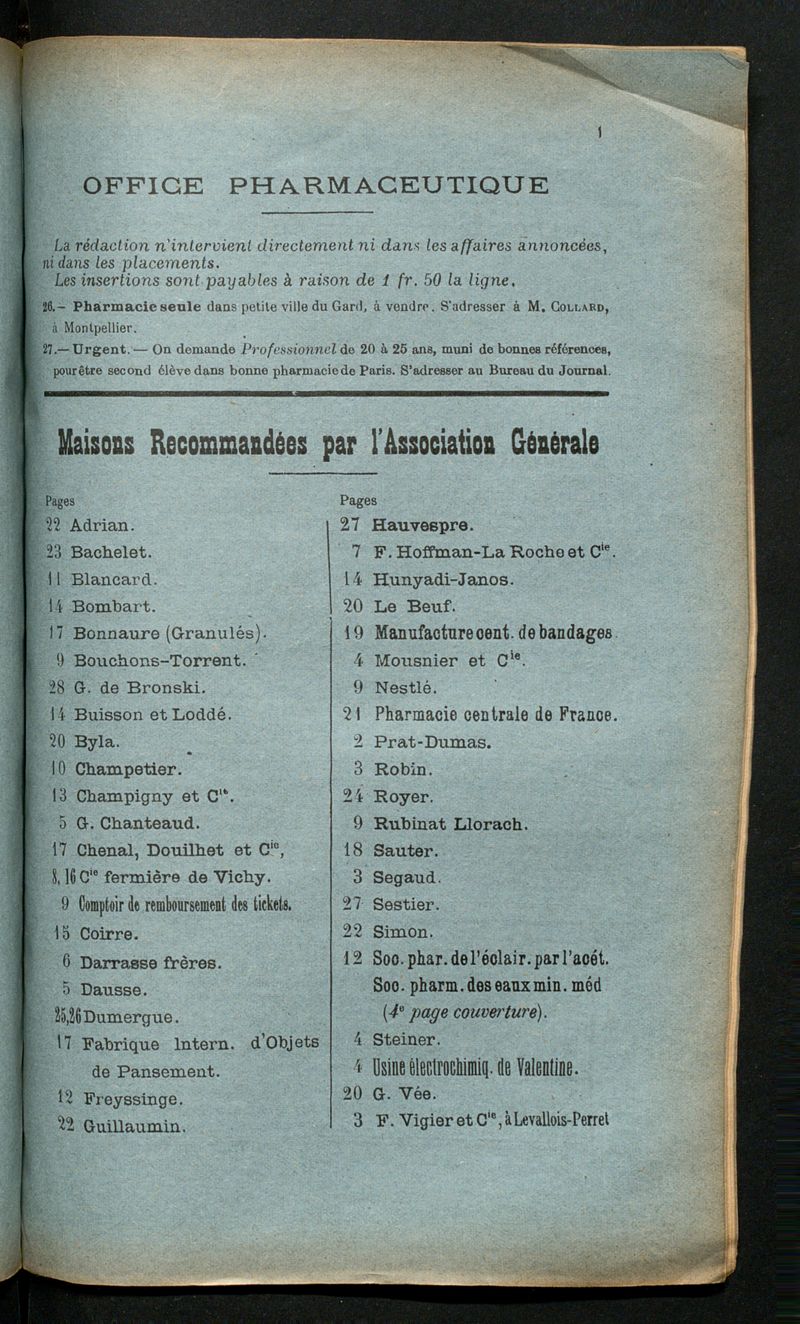 1
OFFICE PHARMACEUTIQUE
La rédaction n'intervient directement ni dans les affaires annoncées,
ni dans les placements.
Les insertions sont payables à raison de 1 fr. 50 la ligne.
26.— Pharmacie seule dans petite ville du Gard, à vendre. S'adresser à M. COLLARD,
à Montpellier.
27.— Urgent. — On demande Professionnel de 20 à 25 ans, muni de bonnes références,
pour être second élève dans bonne pharmacie de Paris. S'adresser au Bureau du Journal.
Maisons Recommandées par l'Association Générale
Pages
22 Adrian.
23 Bachelet.
11 Blancard.
14 Bombart.
17 Bonnaure (Granulés).
9 Bouchons-Torrent.
28 G. de Bronski.
14 Buisson et Loddé.
20 Byla.
10 Champetier.
13 Champigny et Cie.
5 G. Chanteaud.
17 Chenal, Douilhet et Cie,
8, 16 Cie fermière de Vichy.
9 Comptoir de remboursement des tickets.
15 Coirre.
6 Darrasse frères.
5 Dausse.
25,26 Dumergue.
17 Fabrique Intern. d'Objets
de Pansement.
12 Freyssinge.
22 Guillaumin.
Pages
27 Hauvespre.
7 F. Hoffman-La Roche et Cie.
14 Hunyadi-Janos.
20 Le Beuf.
19 Manufacture cent. de bandages.
4 Mousnier et Cie.
9 Nestlé.
21 Pharmacie centrale de France.
2 Prat-Dumas.
3 Robin.
24 Royer.
9 Rubinat Llorach.
18 Sauter.
3 Segaud.
27 Sestier.
22 Simon.
12 Soc. phar. de l'éclair. par l'acét.
Soc. pharm. des eaux min. méd
(4e page couverture).
4 Steiner.
4 Usine électrochimiq. de Valentine.
20 G. Vée.
3 F. Vigier et Cie, à Levallois-Perret